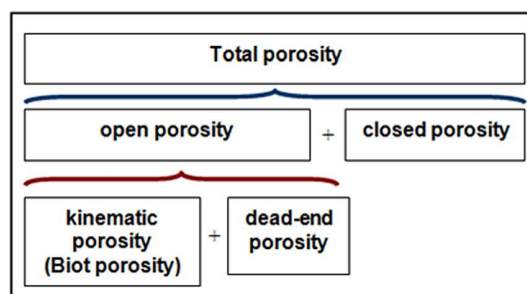 Total porosity
open porosity + closed porosity
kinematic
porosity
(Biot porosity)
+
dead-end
porosity